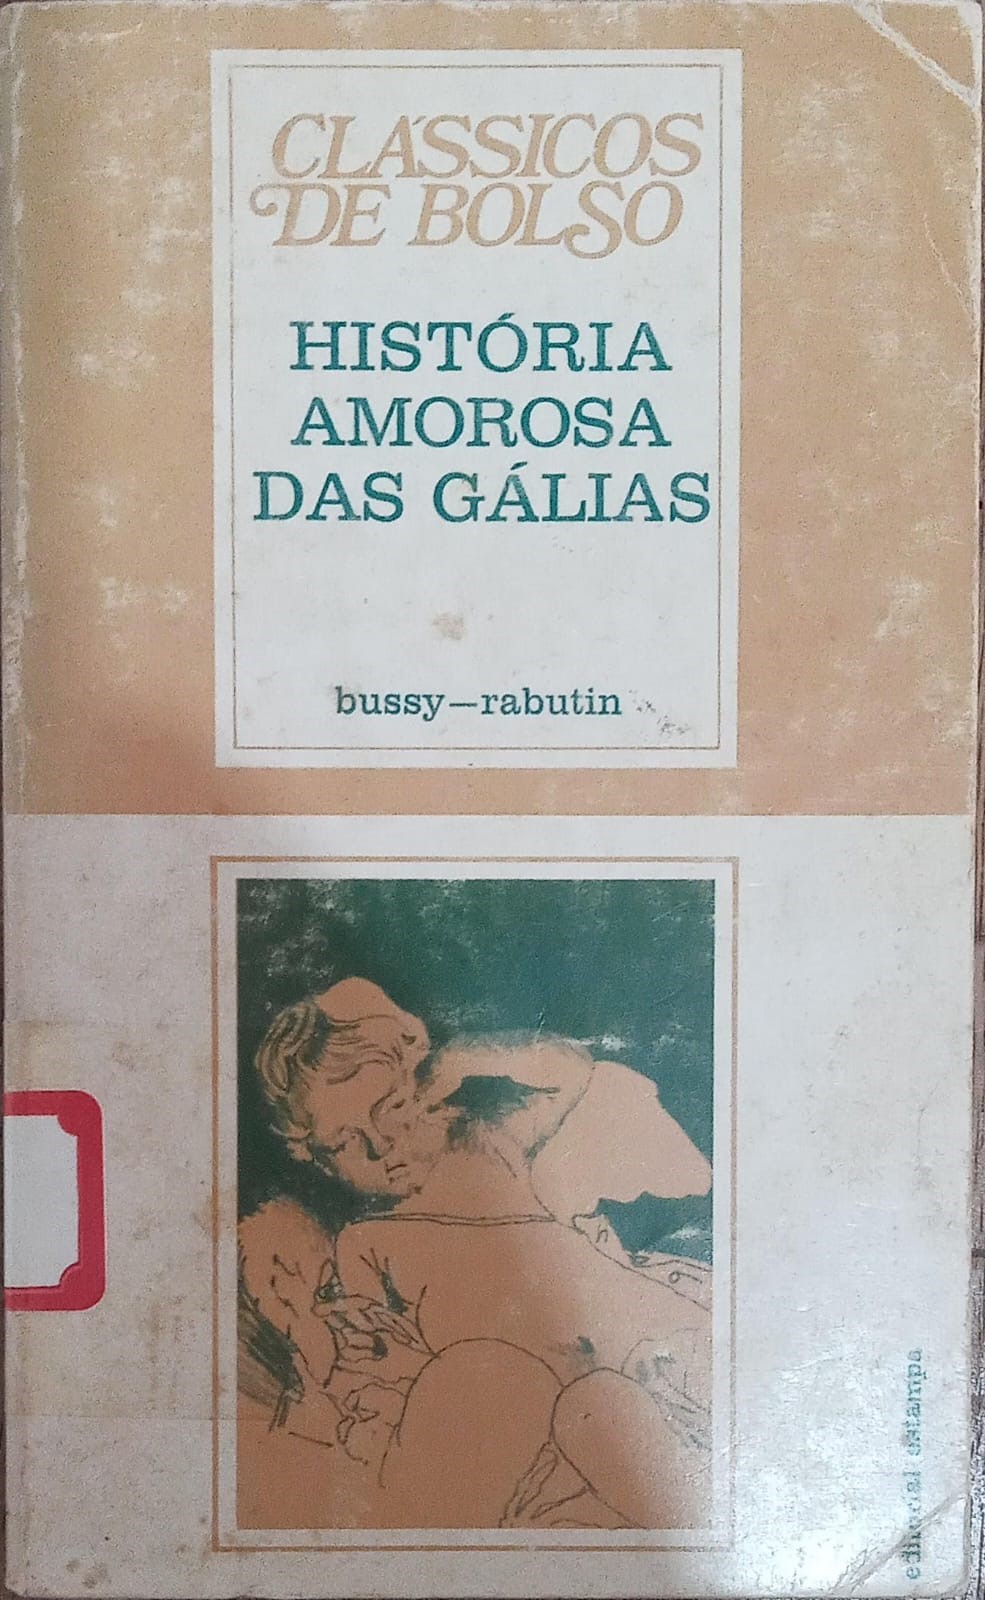 CLÁSSICOS
DE BOLSO
HISTÓRIA
AMOROSA
DAS GÁLIAS
bussy—rabutin
editorial estampa